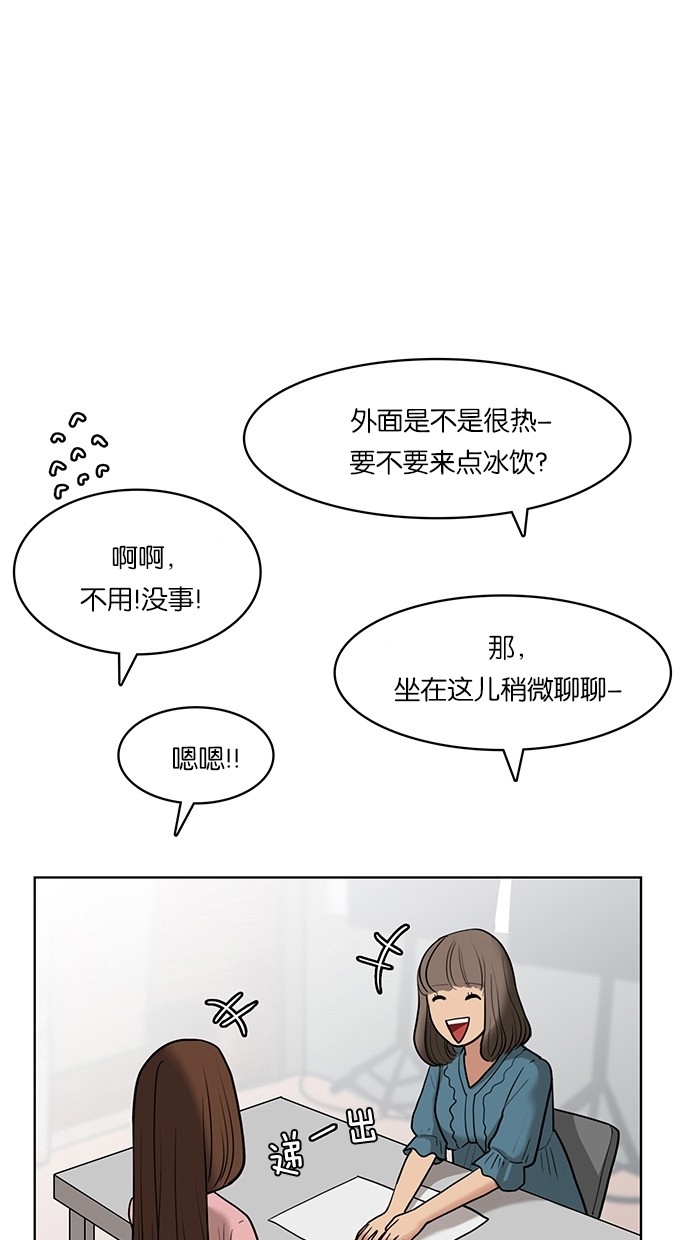 外面是不是很热-
要不要来点冰饮?
啊啊,
不用!没事!
那,
坐在这儿稍微聊聊-
嗯嗯!!
递一出